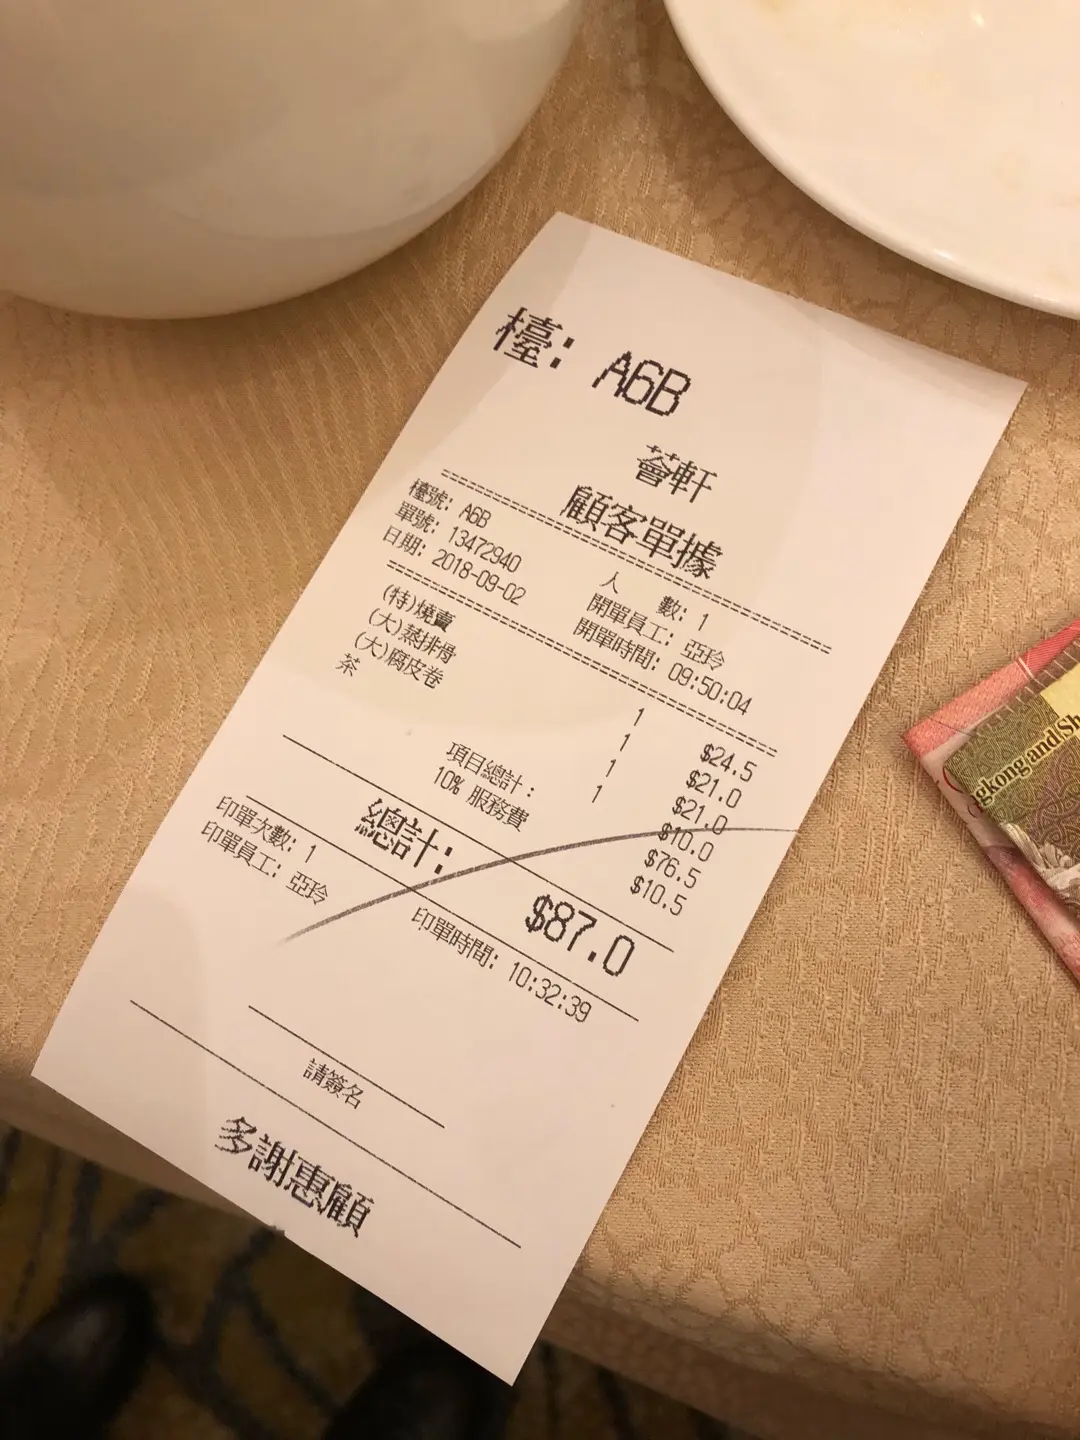 檯: A6B
薈軒
顧客單據
檯號: A6B 人 數: 1
單號: 13472940 開單員工: 亞玲
日期: 2018-09-02 開單時間: 09:50:04
(特)燒賣 1 $24.5
(大)蒸排骨 1 $21.0
(大)腐皮卷 1 $21.0
茶 1 $10.0
項目總計: $76.5
10% 服務費 $10.5
總計: $87.0
印單次數: 1
印單員工: 亞玲 印單時間: 10:32:39
請簽名
多謝惠顧
gkong and Sh